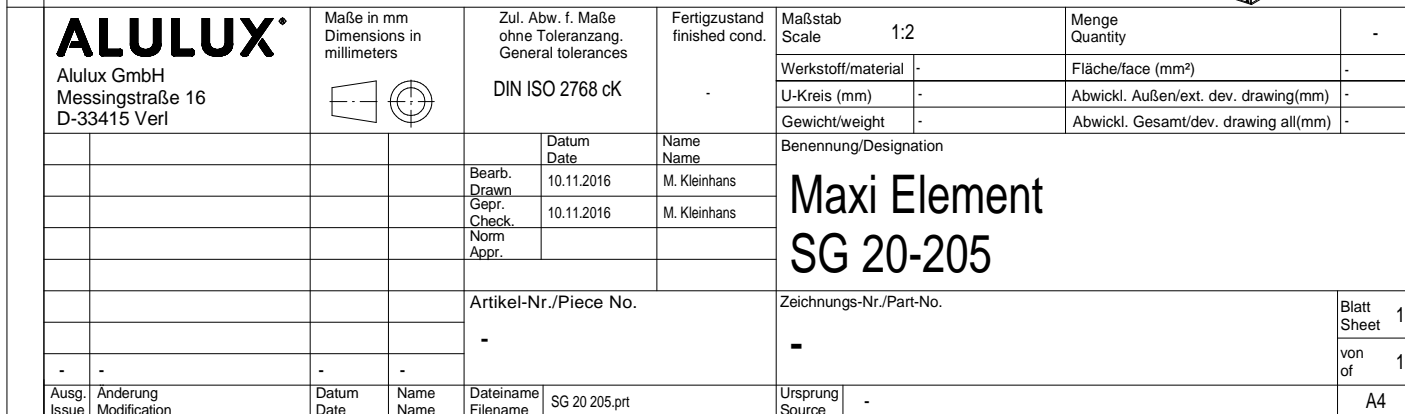 ALULUX
Alulux GmbH
Messingstraße 16
D-33415 Verl
Maße in mm
Dimensions in
millimeters
Zul. Abw. f. Maße
ohne Toleranzang.
General tolerances
DIN ISO 2768 cK
Fertigzustand
finished cond.
-
Maßstab
Scale
1:2
Menge
Quantity
-
Werkstoff/material -
Fläche/face (mm²) -
U-Kreis (mm) -
Abwickl. Außen/ext. dev. drawing(mm) -
Gewicht/weight -
Abwickl. Gesamt/dev. drawing all(mm) -
Datum
Date
Name
Name
Bearb.
Drawn
10.11.2016
M. Kleinhans
Gepr.
Check.
10.11.2016
M. Kleinhans
Norm
Appr.
Benennung/Designation
Maxi Element
SG 20-205
Artikel-Nr./Piece No.
-
Zeichnungs-Nr./Part-No.
-
Blatt
Sheet
1
von
of
1
- - - -
Ausg.
Issue
Änderung
Modification
Datum
Date
Name
Name
Dateiname
Filename
SG 20 205.prt
Ursprung
Source
-
A4